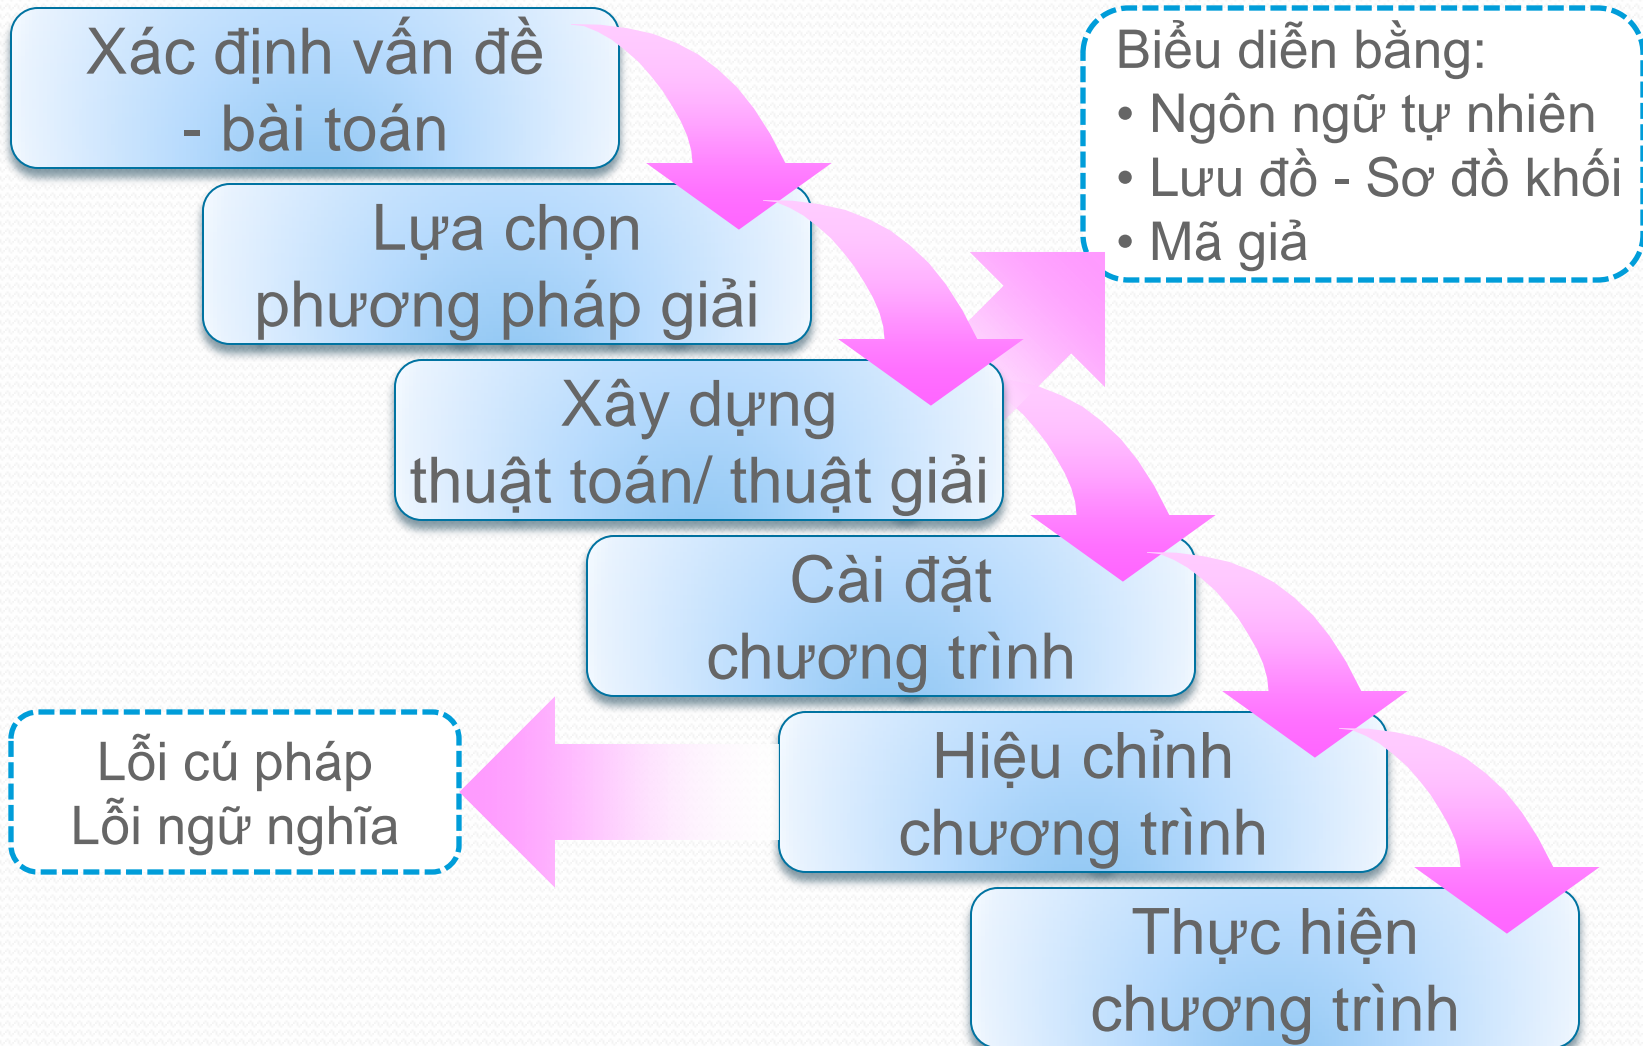 Xác định vấn đề
- bài toán
Biểu diễn bằng:
• Ngôn ngữ tự nhiên
• Lưu đồ - Sơ đồ khối
• Mã giả
Lựa chọn
phương pháp giải
Xây dựng
thuật toán/ thuật giải
Cài đặt
chương trình
Lỗi cú pháp
Lỗi ngữ nghĩa
Hiệu chỉnh
chương trình
Thực hiện
chương trình